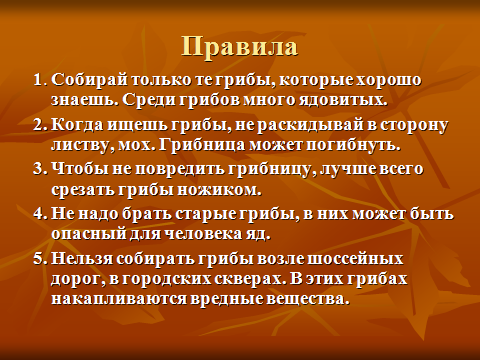 Правила
1. Собирай только те грибы, которые хорошо
знаешь. Среди грибов много ядовитых.
2. Когда ищешь грибы, не раскидывай в сторону
листву, мох. Грибница может погибнуть.
3. Чтобы не повредить грибницу, лучше всего
срезать грибы ножиком.
4. Не надо брать старые грибы, в них может быть
опасный для человека яд.
5. Нельзя собирать грибы возле шоссейных
дорог, в городских скверах. В этих грибах
накапливаются вредные вещества.